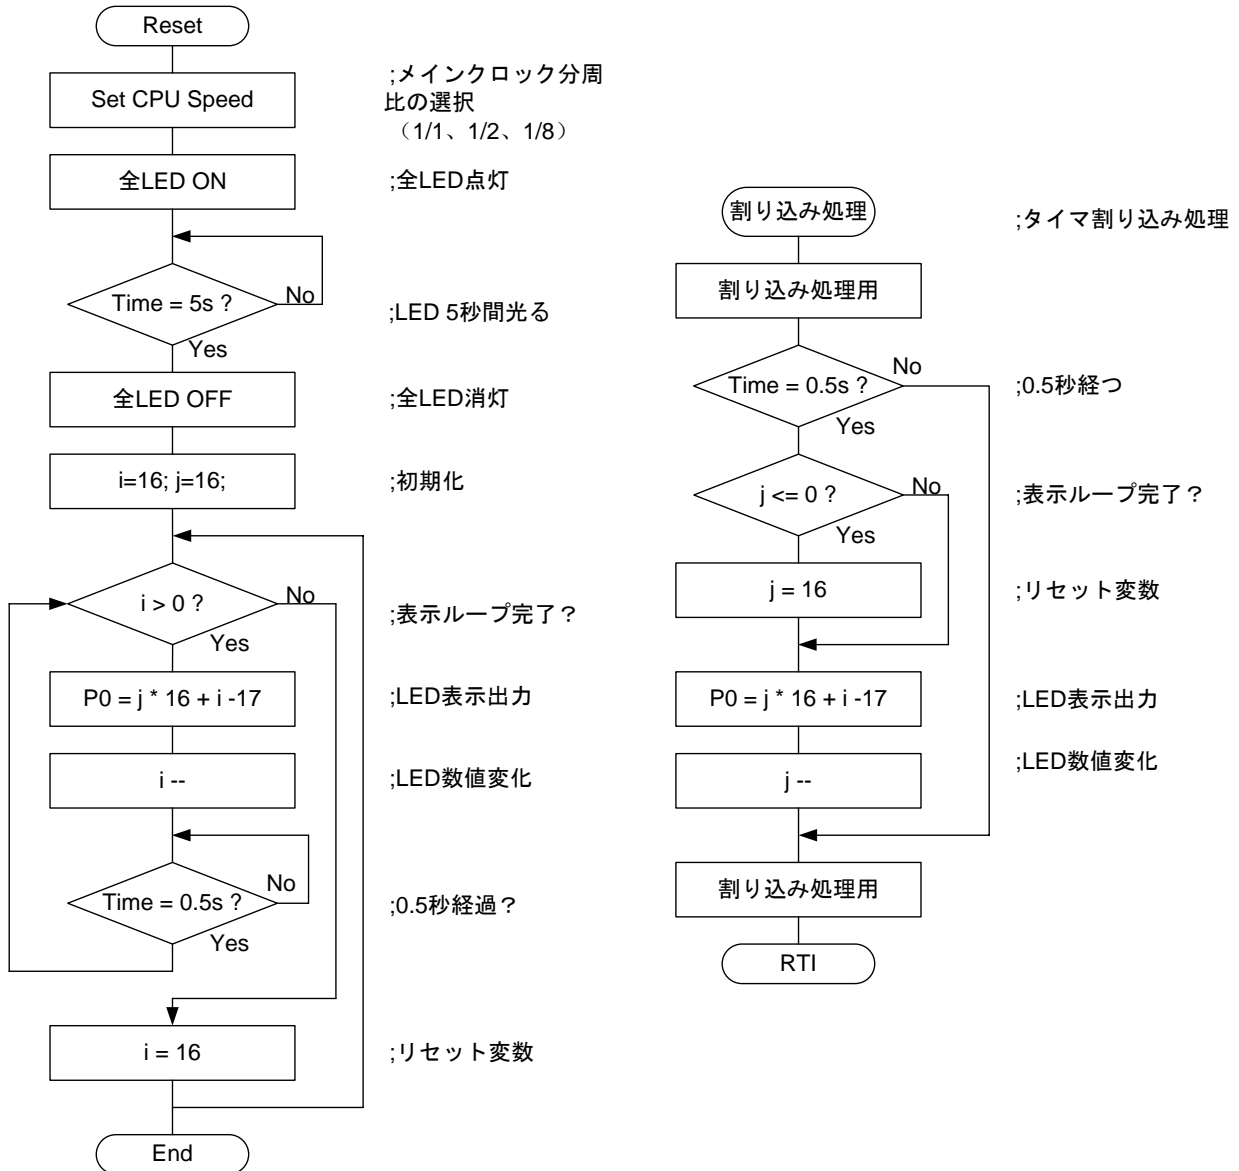 Reset
Set CPU Speed
;メインクロック分周
比の選択
（1/1、1/2、1/8）
全LED ON
;全LED点灯
Time = 5s ?
No
;LED 5秒間光る
Yes
全LED OFF
;全LED消灯
i=16; j=16;
;初期化
i > 0 ?
No
;表示ループ完了？
Yes
P0 = j * 16 + i -17
;LED表示出力
i --
;LED数値変化
Time = 0.5s ?
No
;0.5秒経過？
Yes
i = 16
;リセット変数
End
割り込み処理
;タイマ割り込み処理
割り込み処理用
Time = 0.5s ?
No
;0.5秒経つ
Yes
j <= 0 ?
No
;表示ループ完了？
Yes
j = 16
;リセット変数
P0 = j * 16 + i -17
;LED表示出力
j --
;LED数値変化
割り込み処理用
RTI